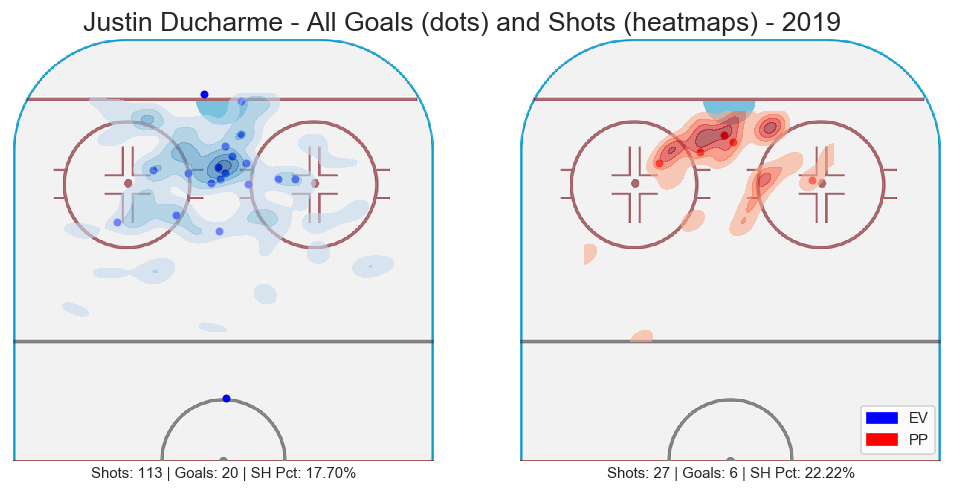 Justin Ducharme - All Goals (dots) and Shots (heatmaps) - 2019
EV
PP
Shots: 113 | Goals: 20 | SH Pct: 17.70%
Shots: 27 | Goals: 6 | SH Pct: 22.22%